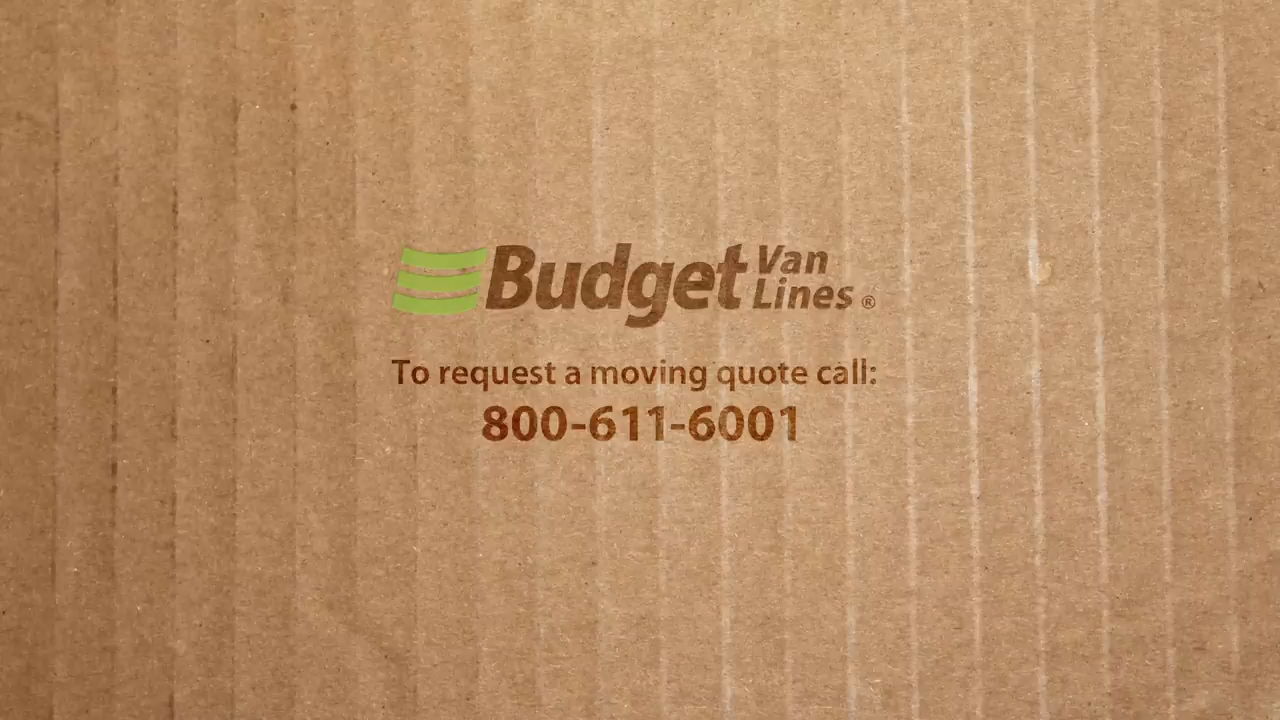 Budget Van Lines ®
To request a moving quote call:
800-611-6001